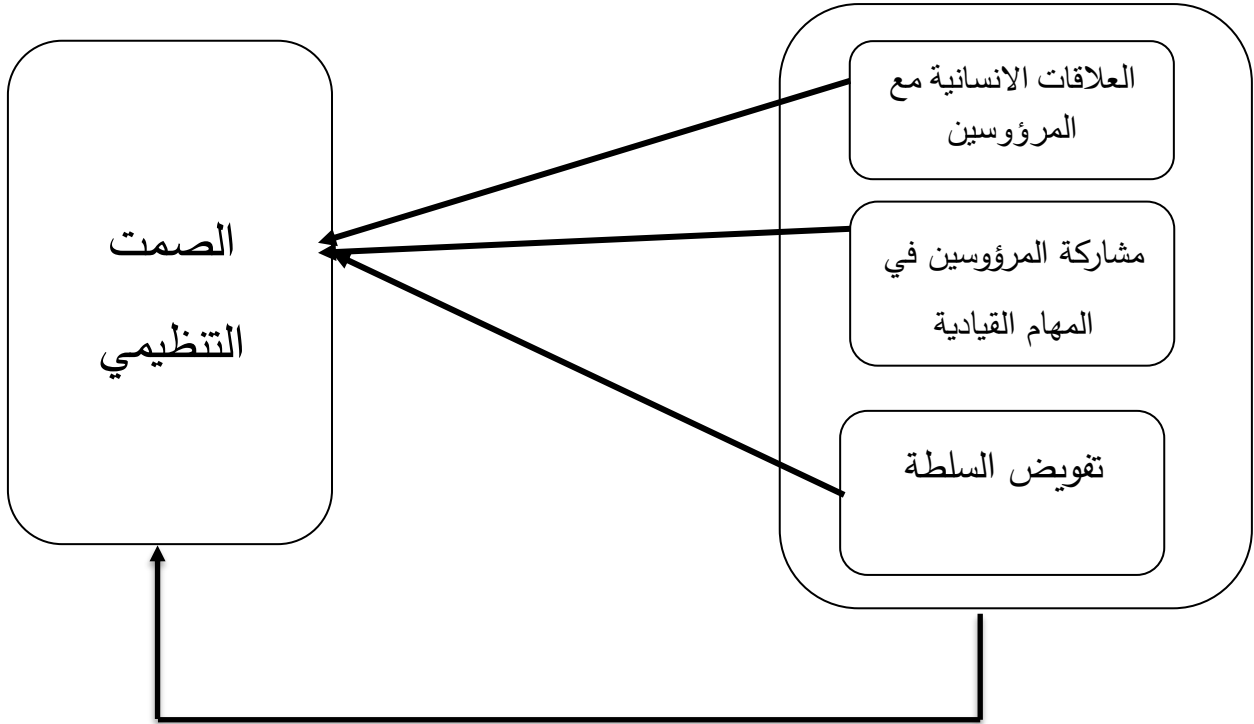 العلاقات الانسانية مع
المرؤوسين
مشاركة المرؤوسين في
المهام القيادية
تفويض السلطة
الصمت
التنظيمي